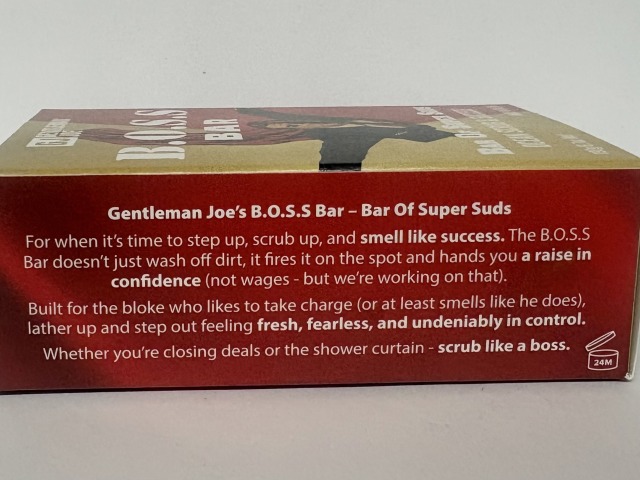 B.O.S.S
BAR
Gentleman Joe's B.O.S.S Bar – Bar Of Super Suds
For when it's time to step up, scrub up, and smell like success. The B.O.S.S
Bar doesn't just wash off dirt, it fires it on the spot and hands you a raise in
confidence (not wages - but we're working on that).
Built for the bloke who likes to take charge (or at least smells like he does),
lather up and step out feeling fresh, fearless, and undeniably in control.
Whether you're closing deals or the shower curtain - scrub like a boss.
24M